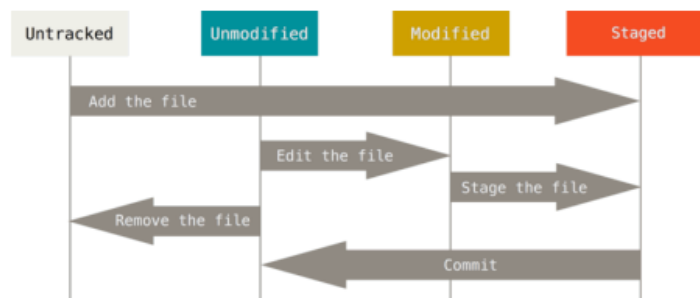 Untracked
Unmodified
Modified
Staged
Add the file
Edit the file
Stage the file
Remove the file
Commit